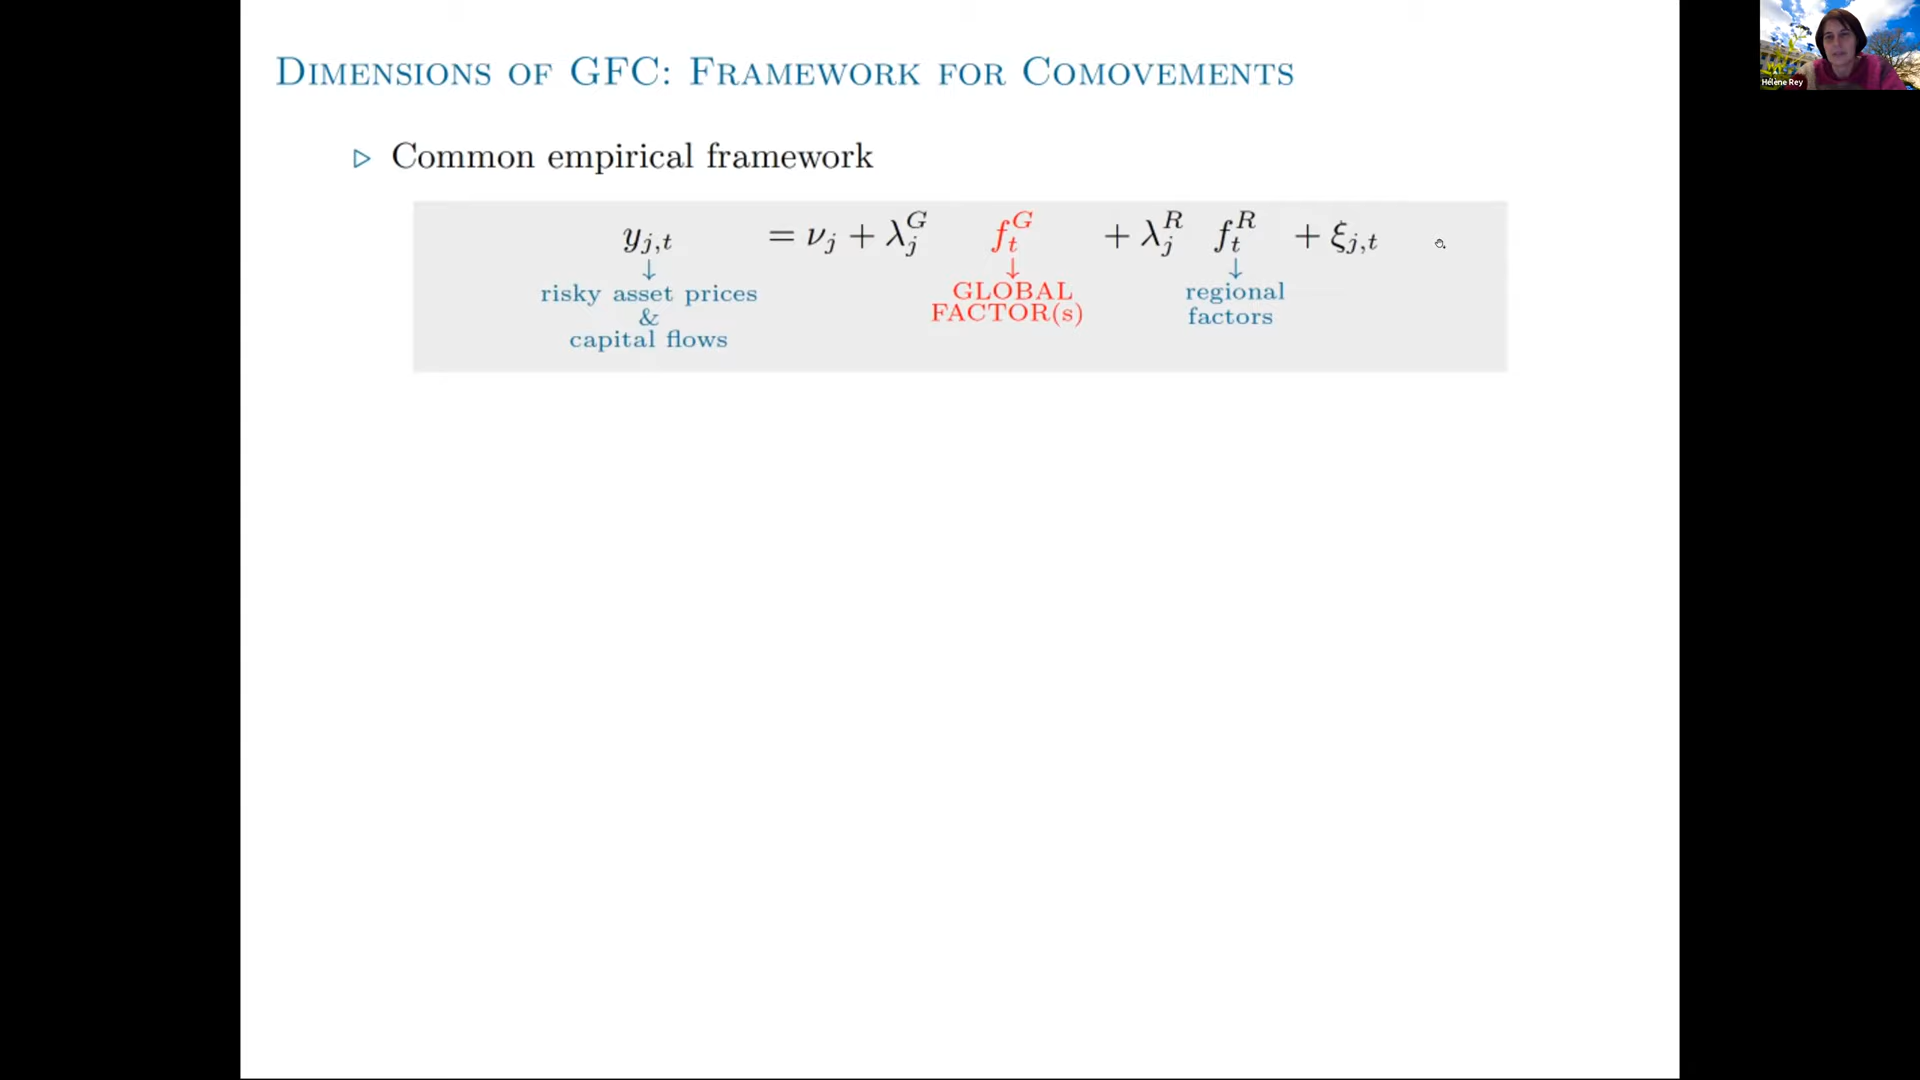 DIMENSIONS OF GFC: FRAMEWORK FOR COMOVEMENTS
Hélène Rey
▷ Common empirical framework
y_{j,t} = ν_j + λ_j^G f_t^G + λ_j^R f_t^R + ξ_{j,t}
↓ ↓ ↓
risky asset prices GLOBAL regional
& FACTOR(s) factors
capital flows